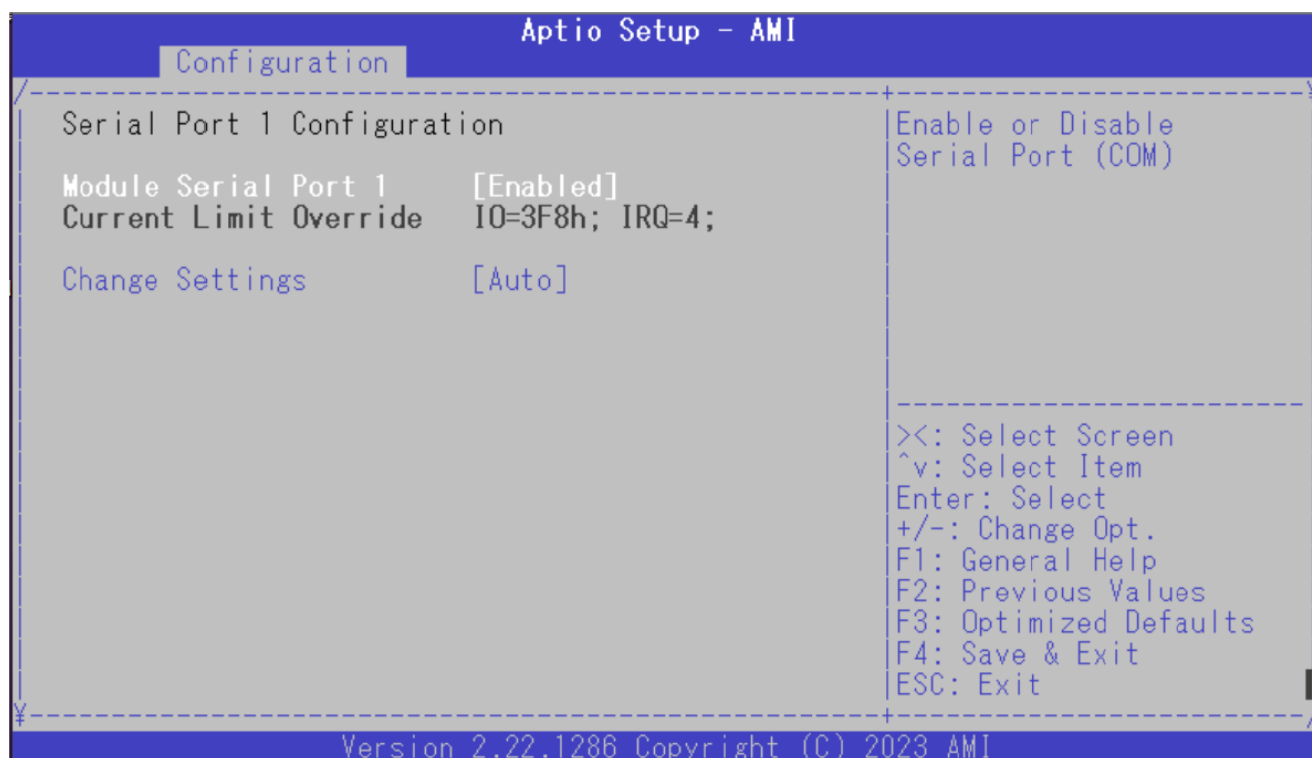 Aptio Setup - AMI
Configuration
Serial Port 1 Configuration
Module Serial Port 1 [Enabled]
Current Limit Override IO=3F8h; IRQ=4;
Change Settings [Auto]
Enable or Disable
Serial Port (COM)
><: Select Screen
^v: Select Item
Enter: Select
+/-: Change Opt.
F1: General Help
F2: Previous Values
F3: Optimized Defaults
F4: Save & Exit
ESC: Exit
Version 2.22.1286 Copyright (C) 2023 AMI